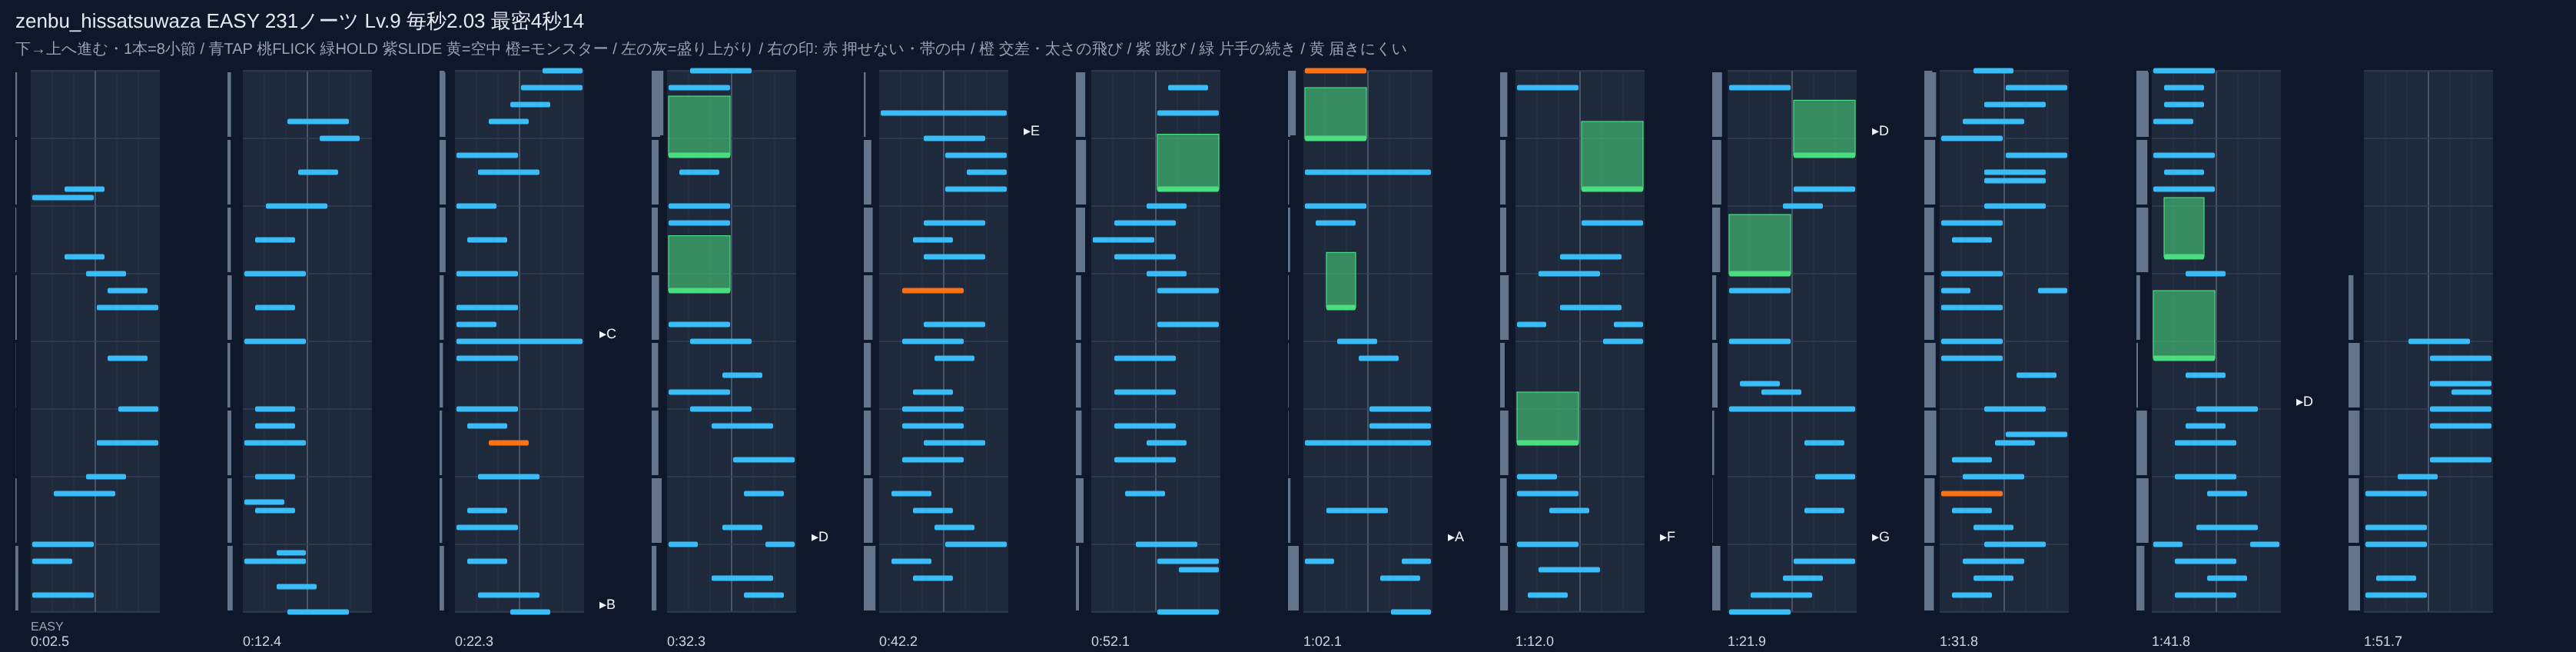 zenbu_hissatsuwaza EASY 231ノーツ Lv.9 毎秒2.03 最密4秒14
下→上へ進む・1本=8小節 / 青TAP 桃FLICK 緑HOLD 紫SLIDE 黄=空中 橙=モンスター / 左の灰=盛り上がり / 右の印: 赤 押せない・帯の中 / 橙 交差・太さの飛び / 紫 跳び / 緑 片手の続き / 黄 届きにくい
▸E
▸D
▸C
▸D
▸D
▸A
▸F
▸G
▸B
EASY
0:02.5
0:12.4
0:22.3
0:32.3
0:42.2
0:52.1
1:02.1
1:12.0
1:21.9
1:31.8
1:41.8
1:51.7